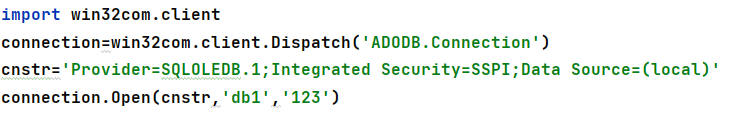 import win32com.client
connection=win32com.client.Dispatch('ADODB.Connection')
cnstr='Provider=SQLOLEDB.1;Integrated Security=SSPI;Data Source=(local)'
connection.Open(cnstr,'db1','123')